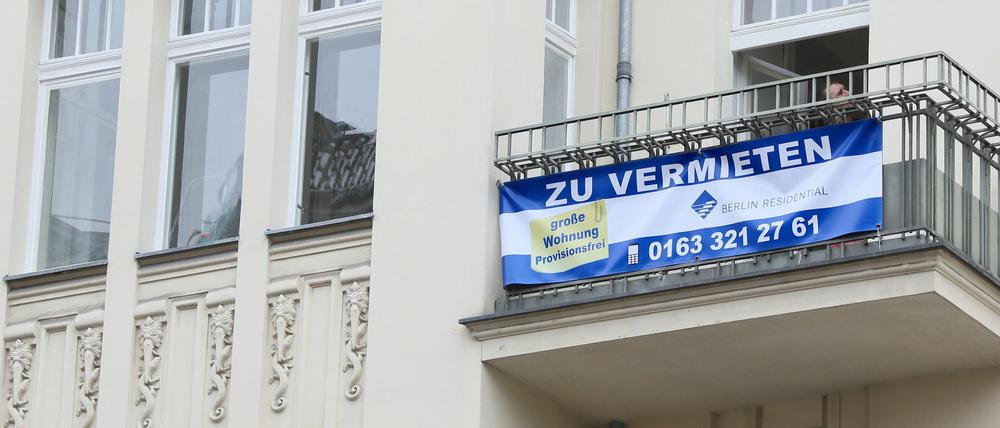 ZU VERMIETEN
große
Wohnung
Provisionsfrei
BERLIN RESIDENTIAL
0163 321 27 61